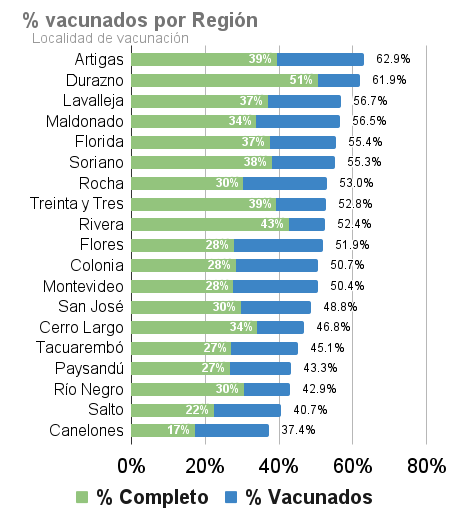 % vacunados por Región
Localidad de vacunación
Artigas 39% 62.9%
Durazno 51% 61.9%
Lavalleja 37% 56.7%
Maldonado 34% 56.5%
Florida 37% 55.4%
Soriano 38% 55.3%
Rocha 30% 53.0%
Treinta y Tres 39% 52.8%
Rivera 43% 52.4%
Flores 28% 51.9%
Colonia 28% 50.7%
Montevideo 28% 50.4%
San José 30% 48.8%
Cerro Largo 34% 46.8%
Tacuarembó 27% 45.1%
Paysandú 27% 43.3%
Río Negro 30% 42.9%
Salto 22% 40.7%
Canelones 17% 37.4%
0% 20% 40% 60% 80%
% Completo % Vacunados